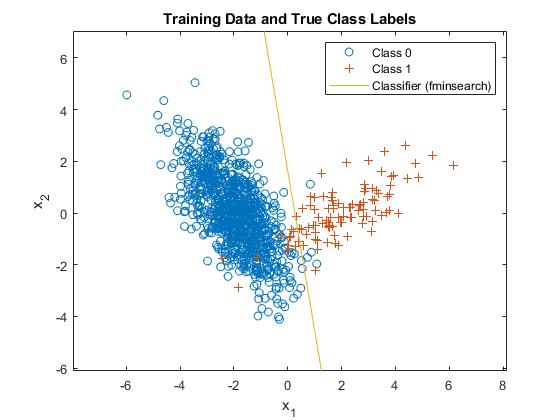 Training Data and True Class Labels
Class 0
Class 1
Classifier (fminsearch)
6
4
2
0
-2
-4
-6
x2
-6
-4
-2
0
2
4
6
8
x1